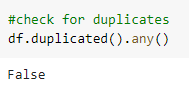 #check for duplicates
df.duplicated().any()
False